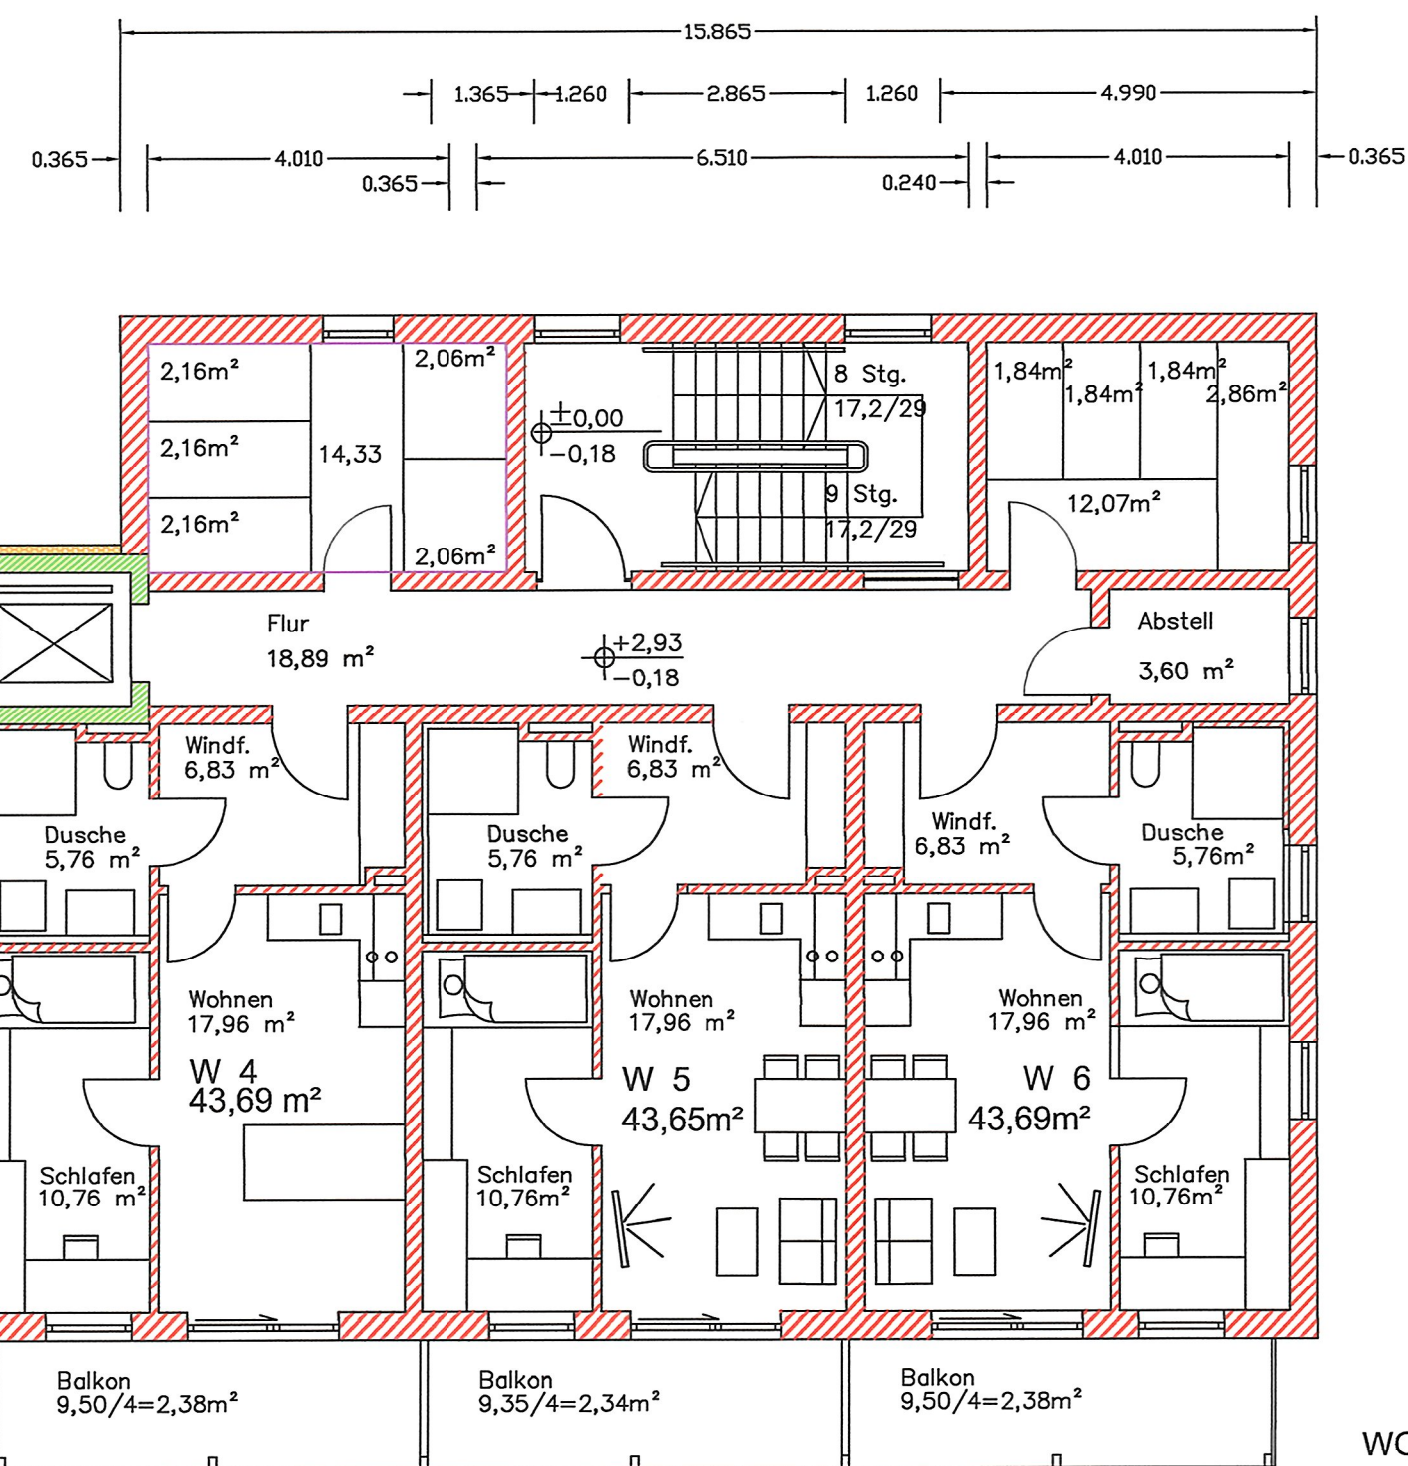 15.865
1.365 1.260 2.865 1.260 4.990
0.365 4.010 6.510 4.010 0.365
0.365 0.240
2,16m²
2,16m²
2,16m²
14,33
2,06m²
2,06m²
±0,00
-0,18
8 Stg.
17,2/29
9 Stg.
17,2/29
1,84m²
1,84m²
1,84m²
2,86m²
12,07m²
Flur
18,89 m²
+2,93
-0,18
Abstell
3,60 m²
Windf.
6,83 m²
Dusche
5,76 m²
Windf.
6,83 m²
Dusche
5,76 m²
Windf.
6,83 m²
Dusche
5,76m²
Wohnen
17,96 m²
W 4
43,69 m²
Schlafen
10,76 m²
Wohnen
17,96 m²
W 5
43,65m²
Schlafen
10,76m²
Wohnen
17,96 m²
W 6
43,69m²
Schlafen
10,76m²
Balkon
9,50/4=2,38m²
Balkon
9,35/4=2,34m²
Balkon
9,50/4=2,38m²